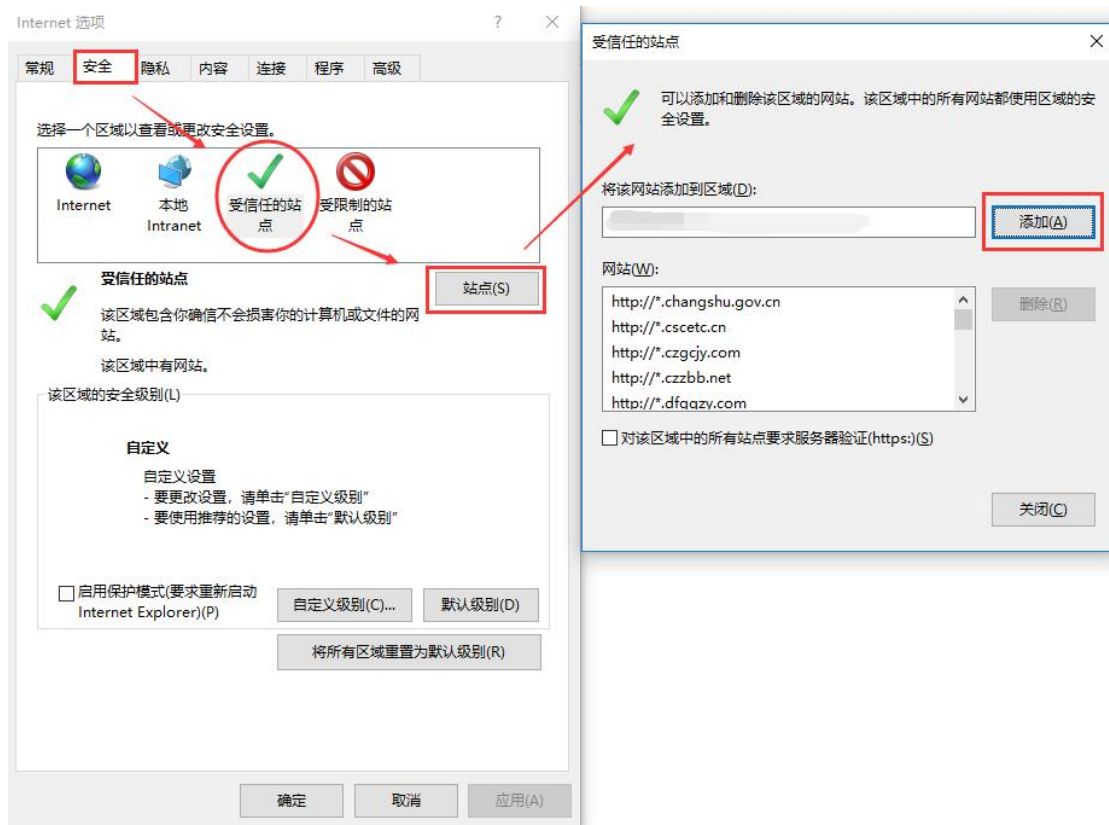 Internet 选项
常规 安全 隐私 内容 连接 程序 高级
选择一个区域以查看或更改安全设置。
Internet
本地
Intranet
受信任的站
点
受限制的站
点
受信任的站点
站点(S)
该区域包含你确信不会损害你的计算机或文件的网
站。
该区域中有网站。
该区域的安全级别(L)
自定义
自定义设置
- 要更改设置，请单击“自定义级别”
- 要使用推荐的设置，请单击“默认级别”
启用保护模式(要求重新启动
Internet Explorer)(P)
自定义级别(C)...
默认级别(D)
将所有区域重置为默认级别(R)
确定
取消
应用(A)
受信任的站点
可以添加和删除该区域的网站。该区域中的所有网站都使用区域的安
全设置。
将该网站添加到区域(D):
添加(A)
网站(W):
http://*.changshu.gov.cn
http://*.cscetc.cn
http://*.czgcjy.com
http://*.czzbb.net
http://*.dfggzy.com
删除(R)
对该区域中的所有站点要求服务器验证(https:)(S)
关闭(C)